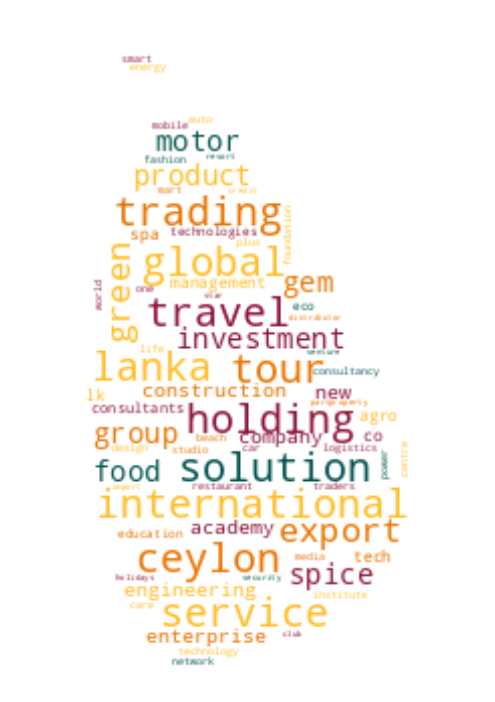 smart
energy
auto
mobile
motor
fashion resort
product
mart credit
trading
spa technologies
plus
foundation
green
global
management gem
world
one star
eco
travel distributor
investment
life venture
lanka tour consultancy
construction new
lk
consultants holding agro
group beach company co
design studio car logistics
centre
power
food solution
import restaurant traders
international
academy export
education
ceylon media tech
holidays security spice
engineering institute
care service
enterprise club
technology
network